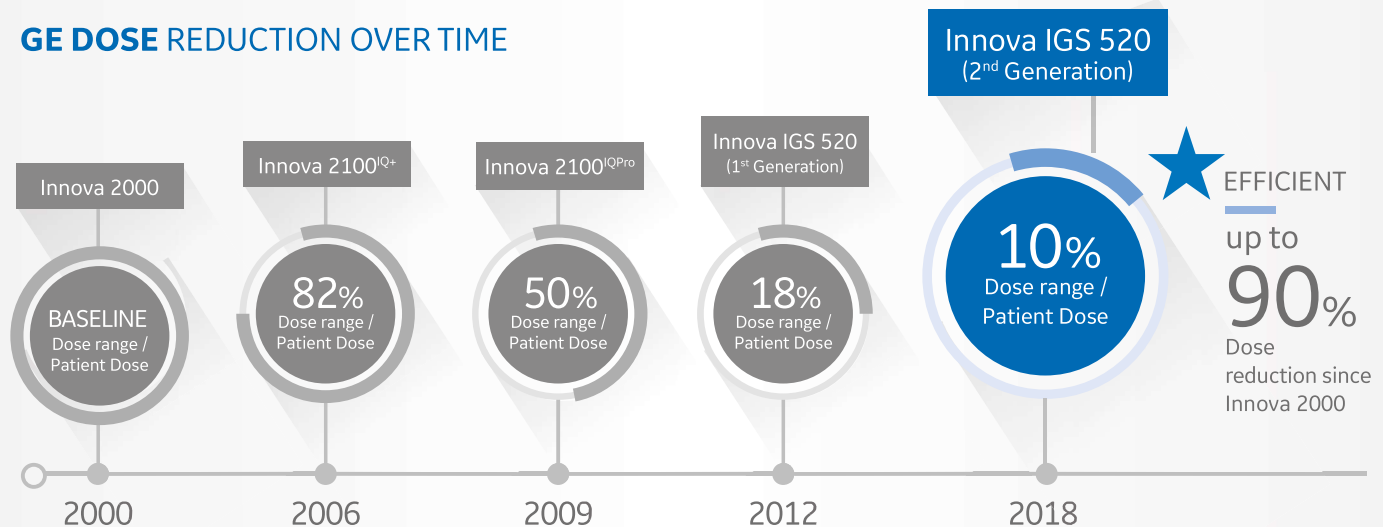 GE DOSE REDUCTION OVER TIME
Innova 2000
BASELINE
Dose range /
Patient Dose
2000
Innova 2100IQ+
82%
Dose range /
Patient Dose
2006
Innova 2100IQPro
50%
Dose range /
Patient Dose
2009
Innova IGS 520
(1st Generation)
18%
Dose range /
Patient Dose
2012
Innova IGS 520
(2nd Generation)
10%
Dose range /
Patient Dose
2018
EFFICIENT
up to
90%
Dose
reduction since
Innova 2000